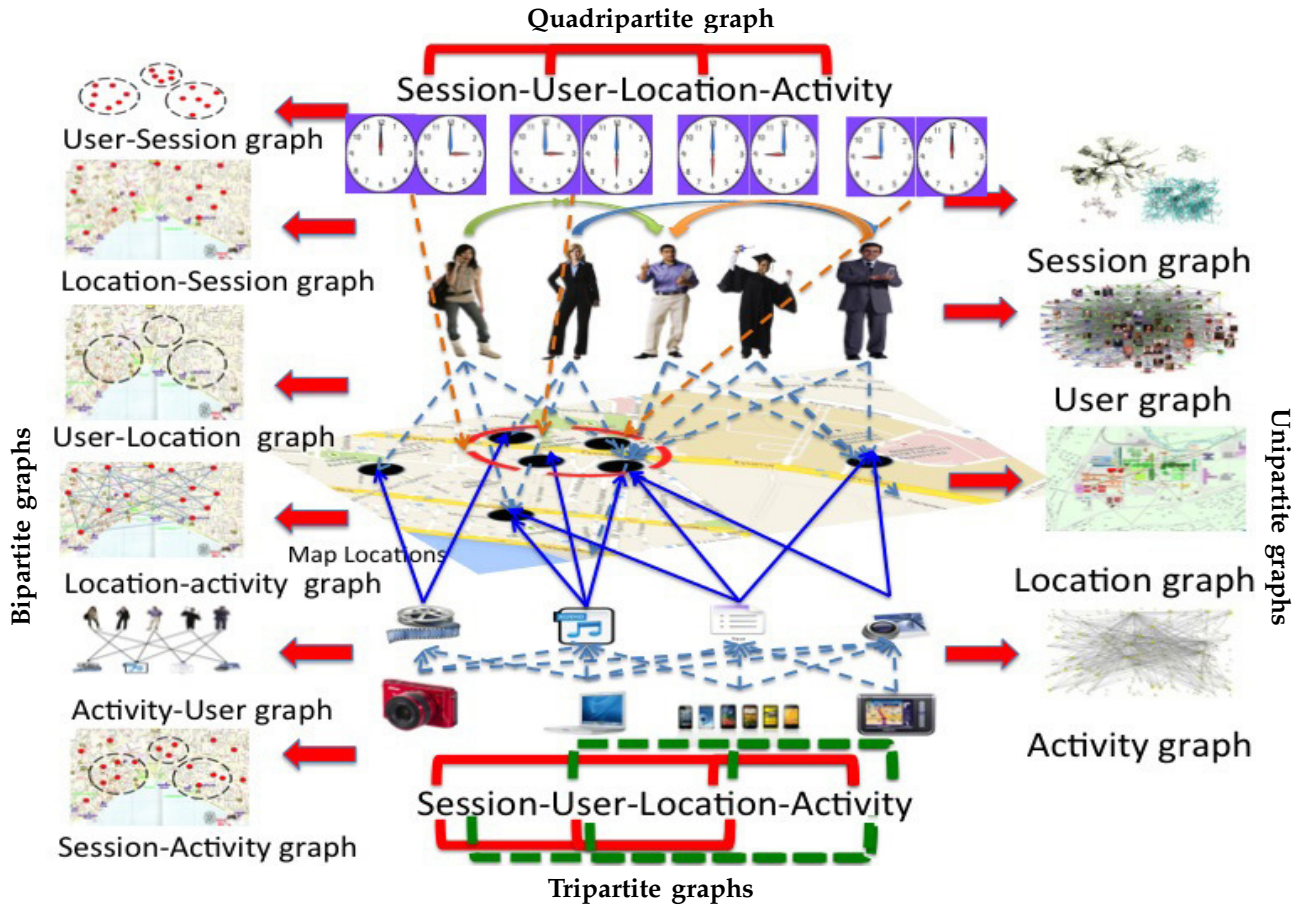 Quadripartite graph
Session-User-Location-Activity
User-Session graph
Location-Session graph
User-Location graph
Location-activity graph
Activity-User graph
Session-Activity graph
Bipartite graphs
Map Locations
Session graph
User graph
Location graph
Activity graph
Unipartite graphs
Session-User-Location-Activity
Tripartite graphs